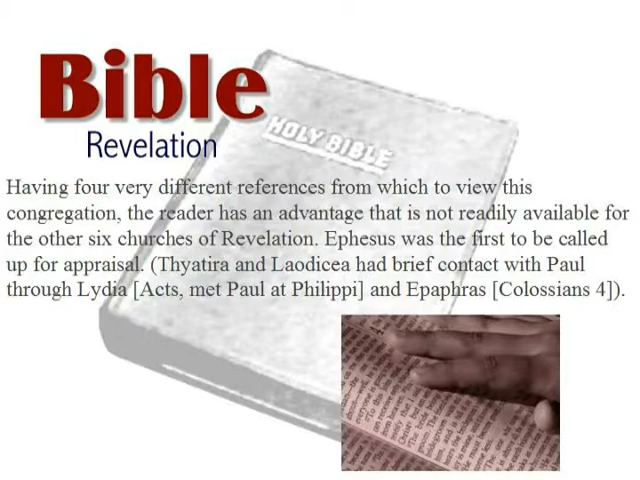 Bible
Revelation
HOLY BIBLE
Having four very different references from which to view this
congregation, the reader has an advantage that is not readily available for
the other six churches of Revelation. Ephesus was the first to be called
up for appraisal. (Thyatira and Laodicea had brief contact with Paul
through Lydia [Acts, met Paul at Philippi] and Epaphras [Colossians 4]).